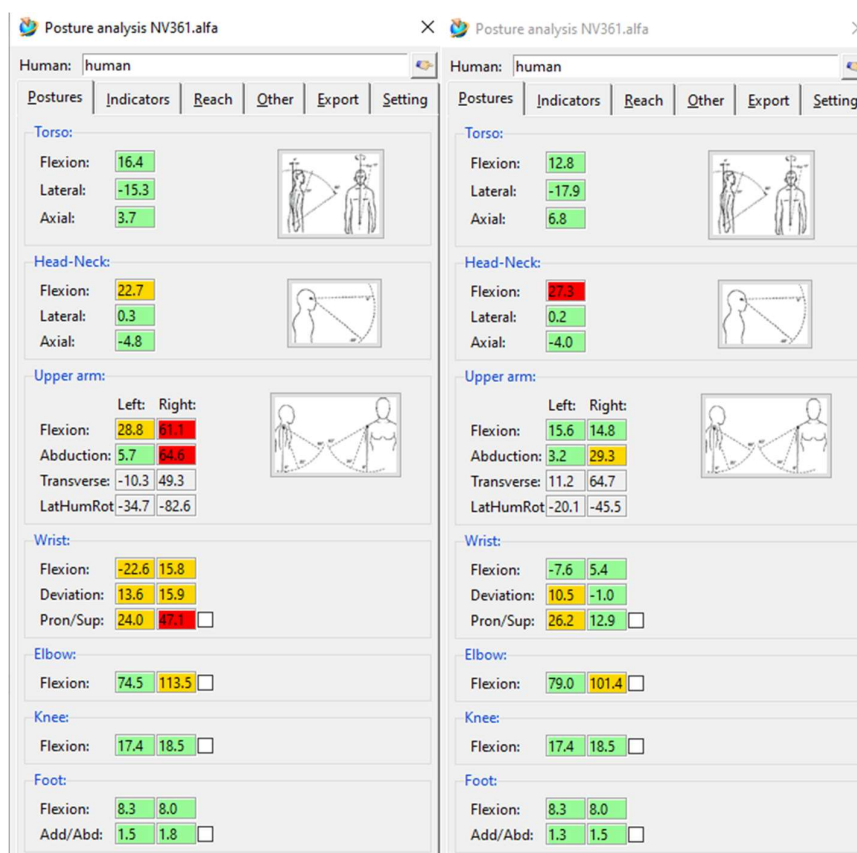 Posture analysis NV361.alfa
Human: human
Postures Indicators Reach Other Export Setting
Torso:
Flexion: 16.4
Lateral: -15.3
Axial: 3.7
Head-Neck:
Flexion: 22.7
Lateral: 0.3
Axial: -4.8
Upper arm:
Left: Right:
Flexion: 28.8 61.1
Abduction: 5.7 64.6
Transverse: -10.3 49.3
LatHumRot -34.7 -82.6
Wrist:
Flexion: -22.6 15.8
Deviation: 13.6 15.9
Pron/Sup: 24.0 47.1
Elbow:
Flexion: 74.5 113.5
Knee:
Flexion: 17.4 18.5
Foot:
Flexion: 8.3 8.0
Add/Abd: 1.5 1.8
Posture analysis NV361.alfa
Human: human
Postures Indicators Reach Other Export Setting
Torso:
Flexion: 12.8
Lateral: -17.9
Axial: 6.8
Head-Neck:
Flexion: 27.3
Lateral: 0.2
Axial: -4.0
Upper arm:
Left: Right:
Flexion: 15.6 14.8
Abduction: 3.2 29.3
Transverse: 11.2 64.7
LatHumRot -20.1 -45.5
Wrist:
Flexion: -7.6 5.4
Deviation: 10.5 -1.0
Pron/Sup: 26.2 12.9
Elbow:
Flexion: 79.0 101.4
Knee:
Flexion: 17.4 18.5
Foot:
Flexion: 8.3 8.0
Add/Abd: 1.3 1.5